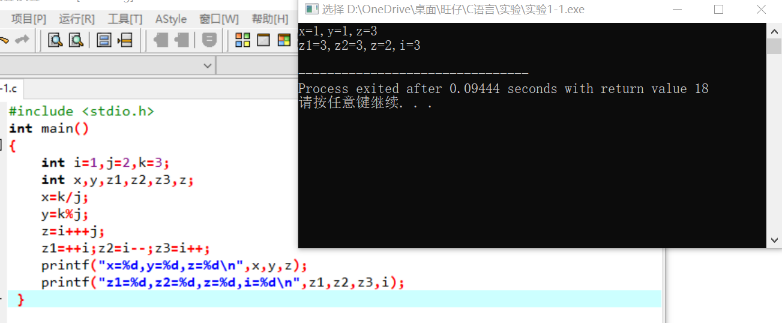 项目[P] 运行[R] 工具[T] AStyle 窗口[W] 帮助[H]
选择 D:\OneDrive\桌面\旺仔\C语言\实验\实验1-1.exe
x=1,y=1,z=3
z1=3,z2=3,z=2,i=3
--------------------------------
Process exited after 0.09444 seconds with return value 18
请按任意键继续. . .
-1.c
#include <stdio.h>
int main()
{
int i=1,j=2,k=3;
int x,y,z1,z2,z3,z;
x=k/j;
y=k%j;
z=i+++j;
z1=++i;z2=i--;z3=i++;
printf("x=%d,y=%d,z=%d\n",x,y,z);
printf("z1=%d,z2=%d,z=%d,i=%d\n",z1,z2,z3,i);
}